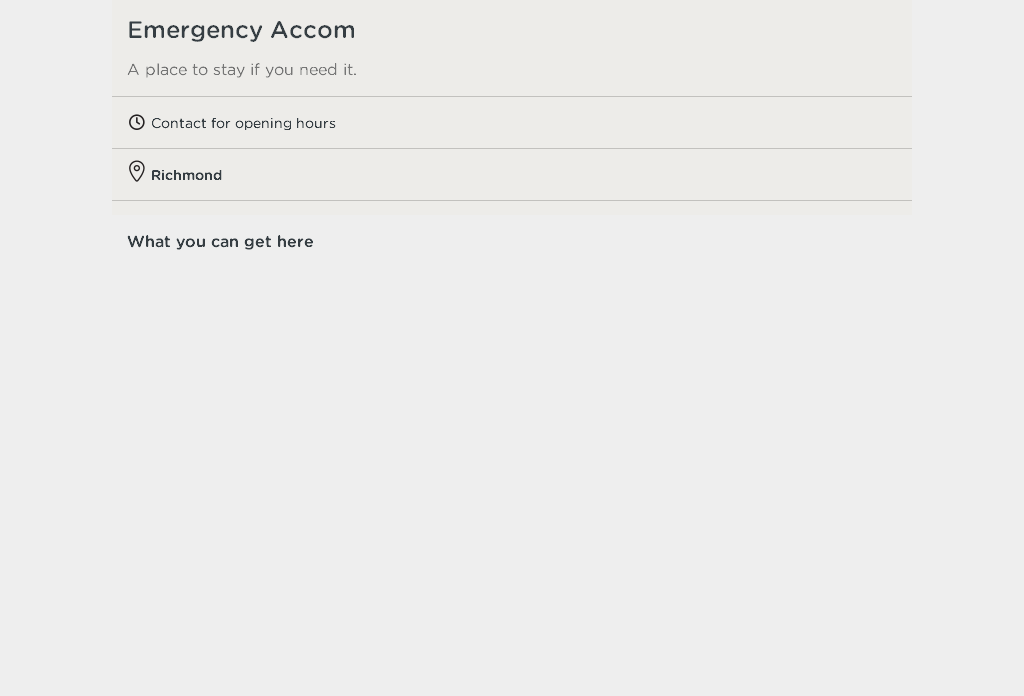 Emergency Accom
A place to stay if you need it.
Contact for opening hours
Richmond
What you can get here